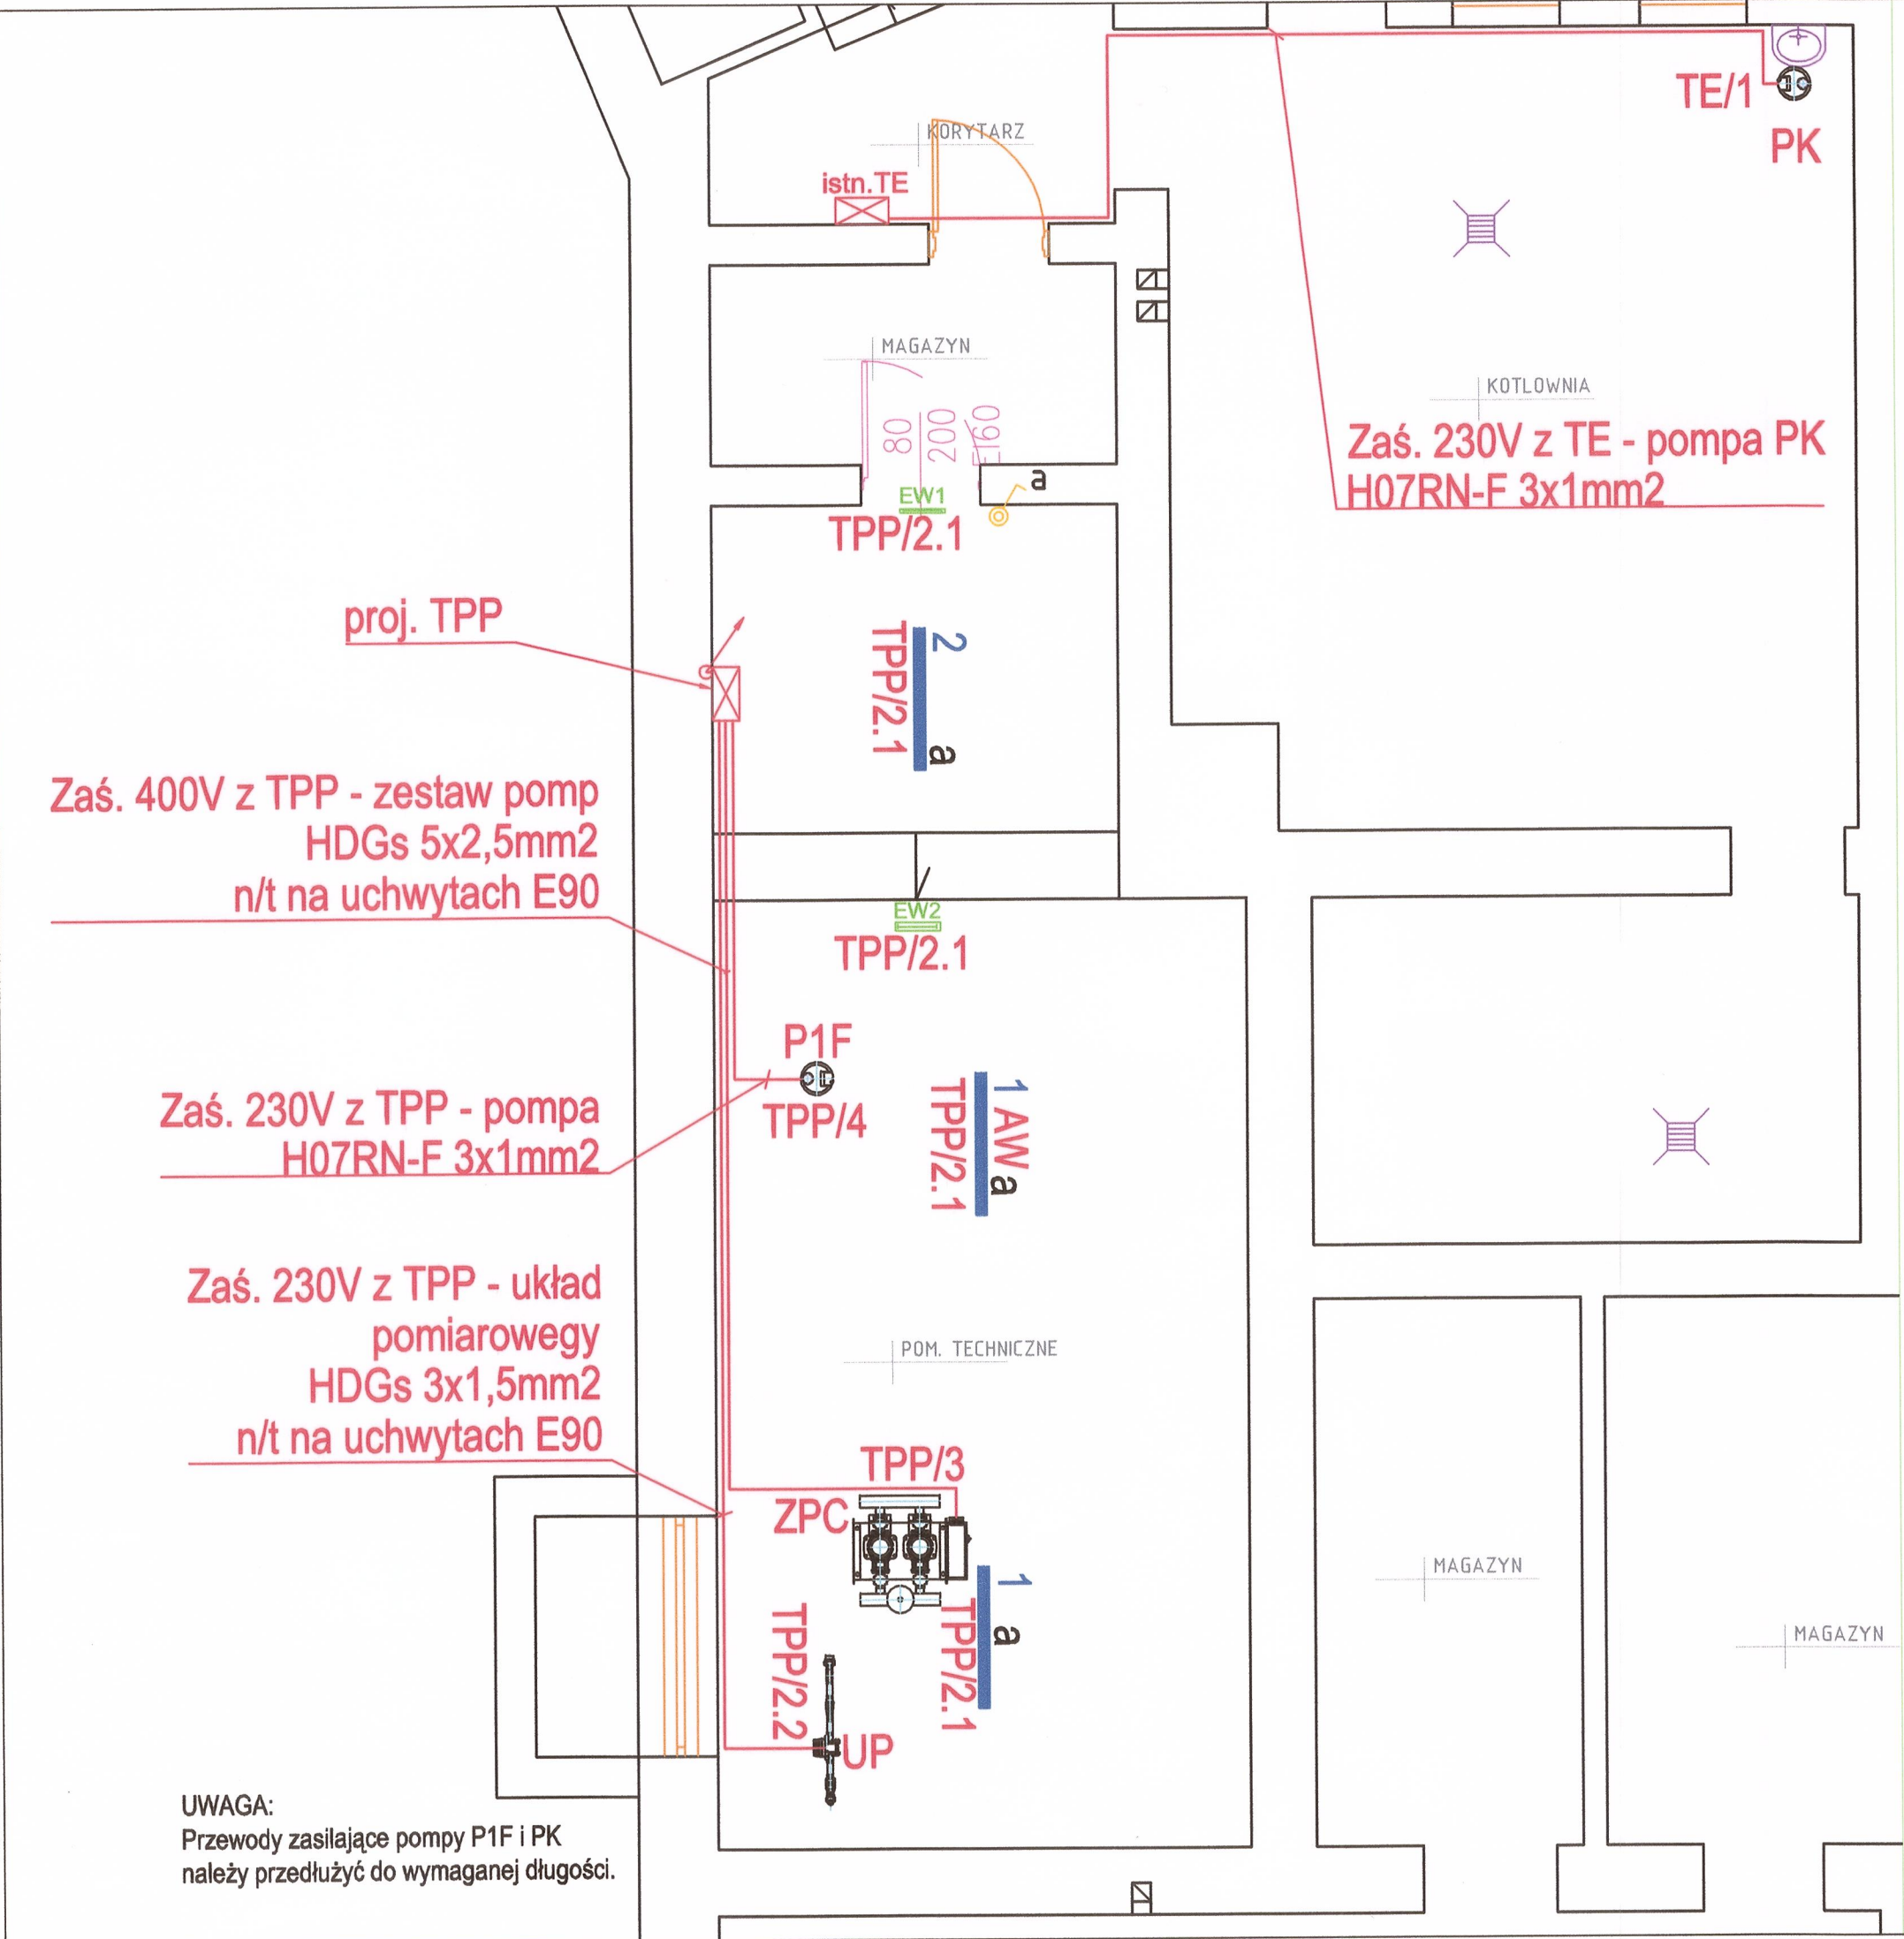 TE/1
PK
KORYTARZ
istn.TE
MAGAZYN
80
200
EI60
KOTLOWNIA
Zaś. 230V z TE - pompa PK
H07RN-F 3x1mm2
a
EW1
TPP/2.1
proj. TPP
2
TPP/2.1
a
Zaś. 400V z TPP - zestaw pomp
HDGs 5x2,5mm2
n/t na uchwytach E90
EW2
TPP/2.1
P1F
TPP/4
1 AW
a
TPP/2.1
Zaś. 230V z TPP - pompa
H07RN-F 3x1mm2
Zaś. 230V z TPP - układ
pomiarowegy
HDGs 3x1,5mm2
n/t na uchwytach E90
POM. TECHNICZNE
TPP/3
ZPC
1
a
TPP/2.1
TPP/2.2
UP
MAGAZYN
MAGAZYN
UWAGA:
Przewody zasilające pompy P1F i PK
należy przedłużyć do wymaganej długości.